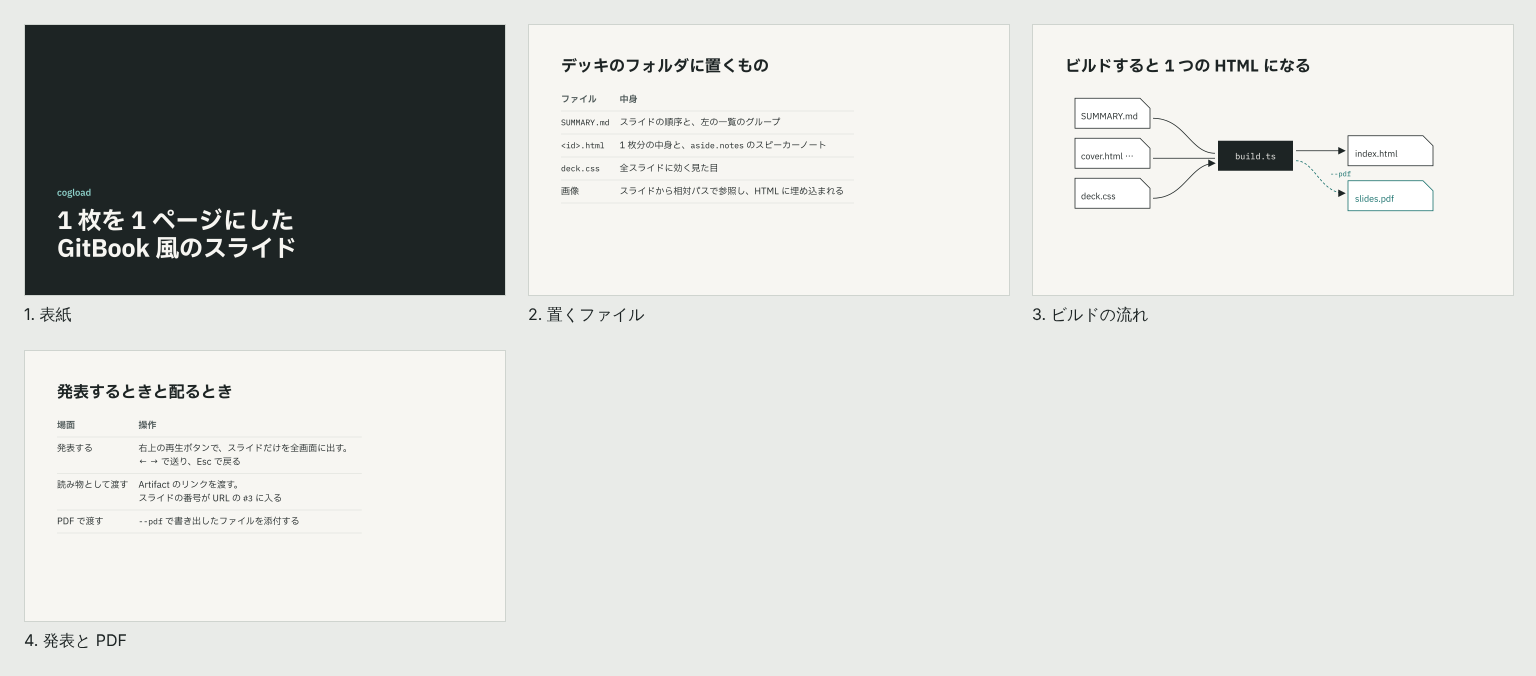 cogload
1 枚を 1 ページにした
GitBook 風のスライド
1. 表紙
デッキのフォルダに置くもの
ファイル 中身
SUMMARY.md スライドの順序と、左の一覧のグループ
<id>.html 1 枚分の中身と、aside.notes のスピーカーノート
deck.css 全スライドに効く見た目
画像 スライドから相対パスで参照し、HTML に埋め込まれる
2. 置くファイル
ビルドすると 1 つの HTML になる
SUMMARY.md
cover.html …
deck.css
build.ts
index.html
--pdf
slides.pdf
3. ビルドの流れ
発表するときと配るとき
場面 操作
発表する 右上の再生ボタンで、スライドだけを全画面に出す。
← → で送り、Esc で戻る
読み物として渡す Artifact のリンクを渡す。
スライドの番号が URL の #3 に入る
PDF で渡す --pdf で書き出したファイルを添付する
4. 発表と PDF